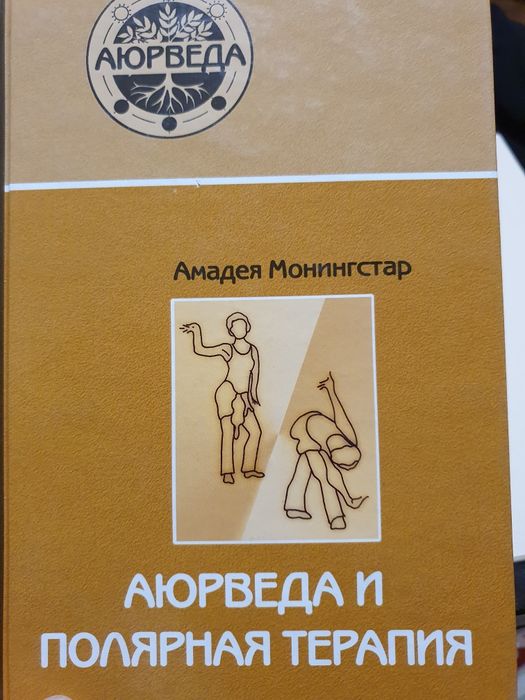 АЮРВЕДА
Амадея Монингстар
АЮРВЕДА И
ПОЛЯРНАЯ ТЕРАПИЯ